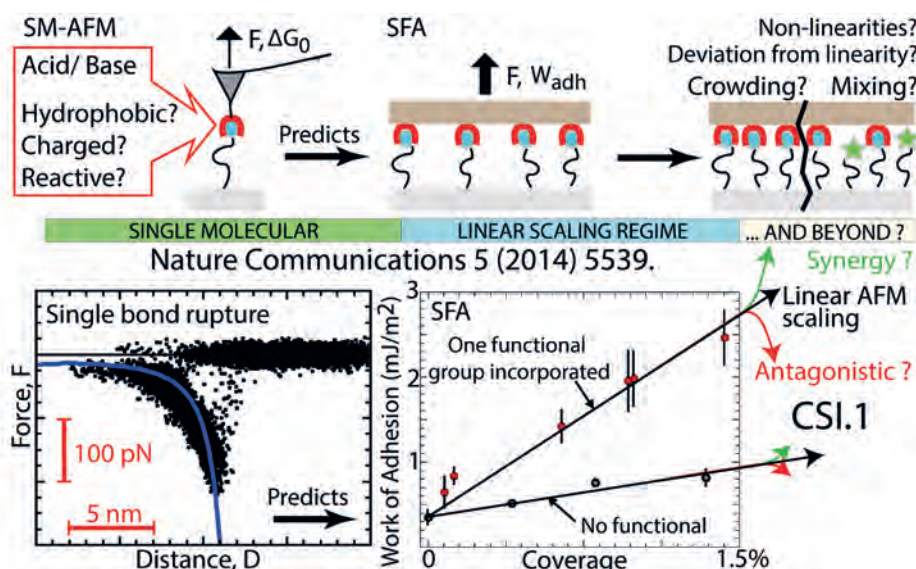 SM-AFM
F, ΔG0
Acid/ Base
Hydrophobic?
Charged?
Reactive?
Predicts
SFA
F, Wadh
Non-linearities?
Deviation from linearity?
Crowding?
Mixing?
SINGLE MOLECULAR
LINEAR SCALING REGIME
... AND BEYOND ?
Nature Communications 5 (2014) 5539.
Synergy ?
Linear AFM
scaling
Antagonistic ?
CSI.1
Single bond rupture
Force, F
100 pN
5 nm
Predicts
Distance, D
SFA
Work of Adhesion (mJ/m2)
3
2
1
One functional
group incorporated
No functional
0
Coverage
1.5%